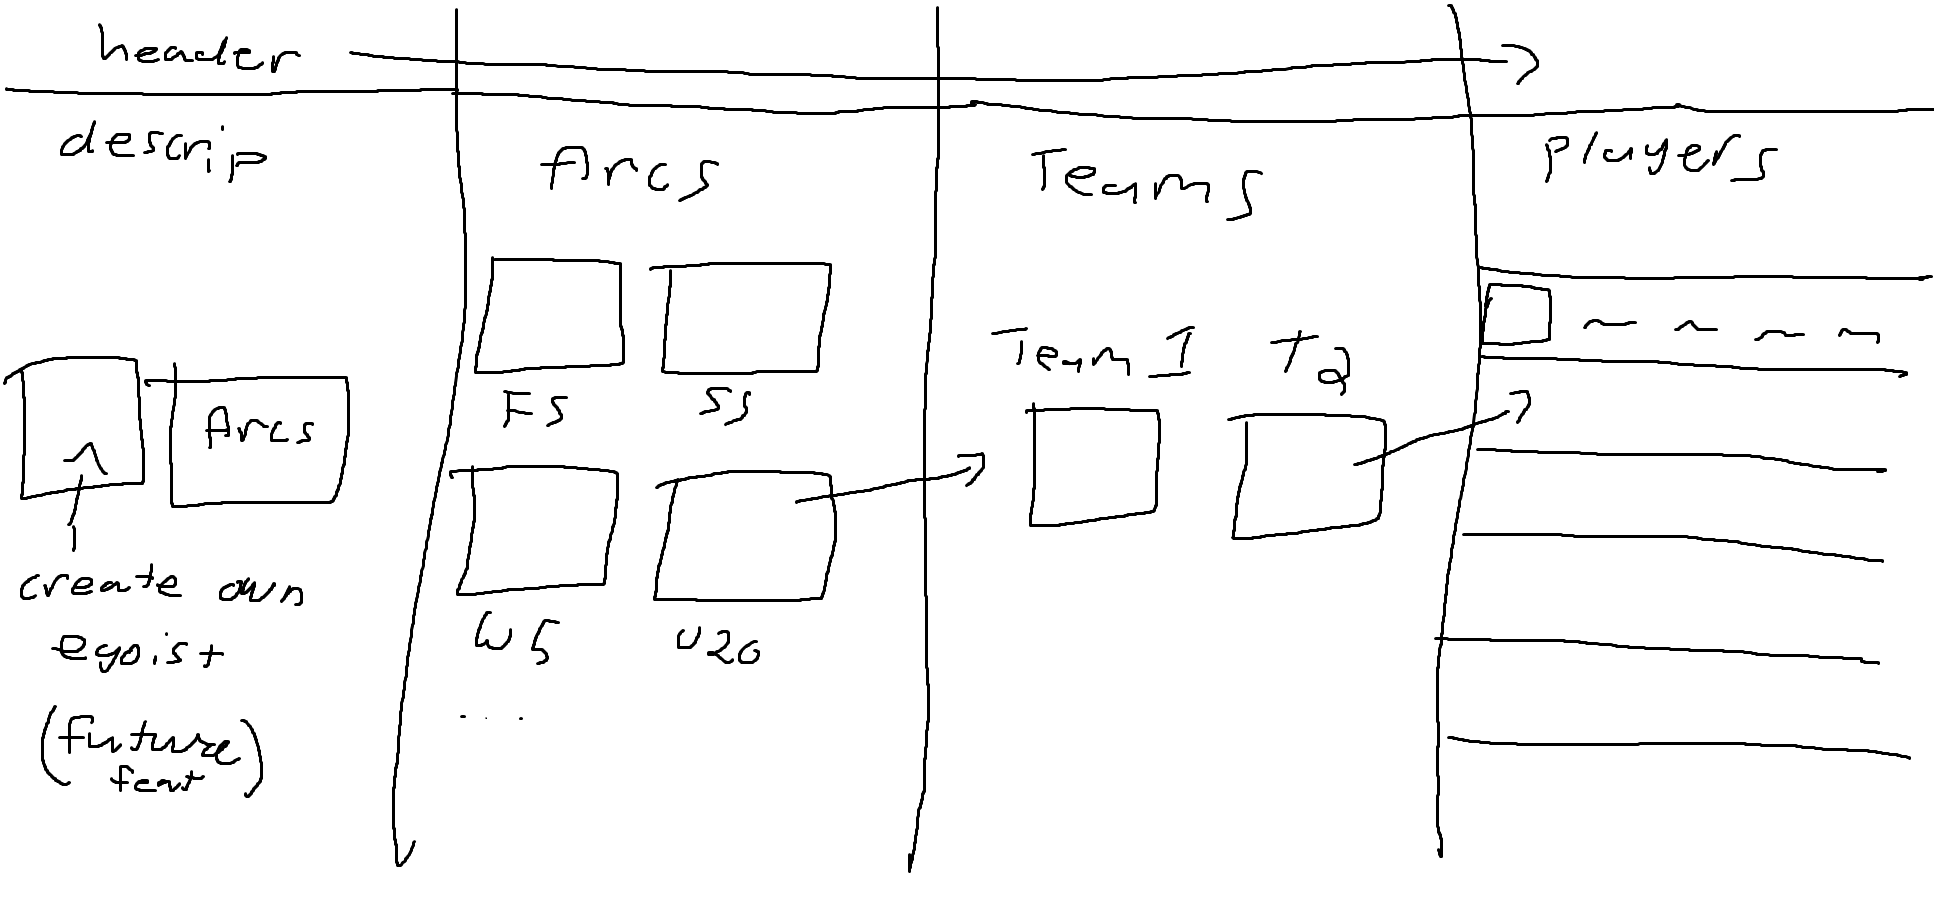 header
descrip
Arcs
create own
egoist
(future
feat)
Arcs
FS
SS
WS
U20
...
Teams
Team 1
T2
Players